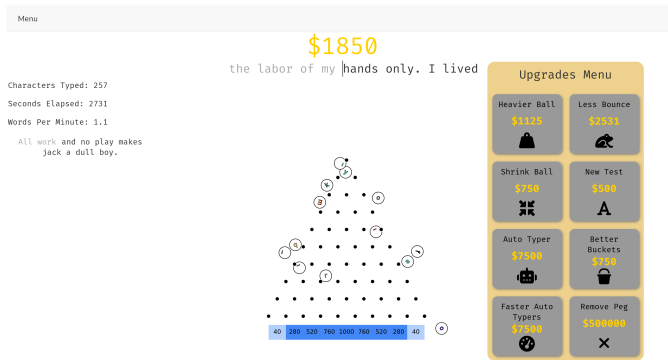 Menu
$1850
the labor of my hands only. I lived
Characters Typed: 257
Seconds Elapsed: 2731
Words Per Minute: 1.1
All work and no play makes
jack a dull boy.
Upgrades Menu
Heavier Ball
$1125
Less Bounce
$2531
Shrink Ball
$750
New Test
$500
Auto Typer
$7500
Better
Buckets
$750
Faster Auto
Typers
$7500
Remove Peg
$500000
40 280 520 760 1000 760 520 280 40